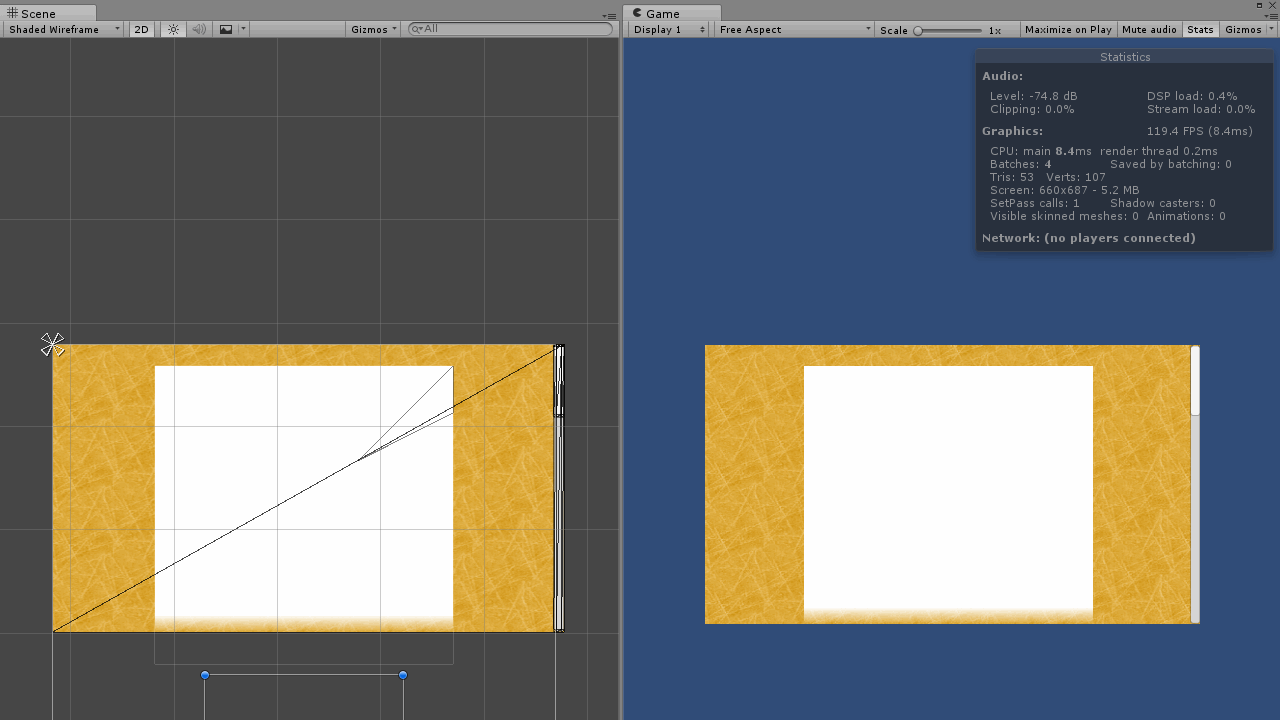 Scene
Shaded Wireframe 2D Gizmos All
Game
Display 1 Free Aspect Scale 1x Maximize on Play Mute audio Stats Gizmos
Statistics
Audio:
Level: -74.8 dB DSP load: 0.4%
Clipping: 0.0% Stream load: 0.0%
Graphics: 119.4 FPS (8.4ms)
CPU: main 8.4ms render thread 0.2ms
Batches: 4 Saved by batching: 0
Tris: 53 Verts: 107
Screen: 660x687 - 5.2 MB
SetPass calls: 1 Shadow casters: 0
Visible skinned meshes: 0 Animations: 0
Network: (no players connected)